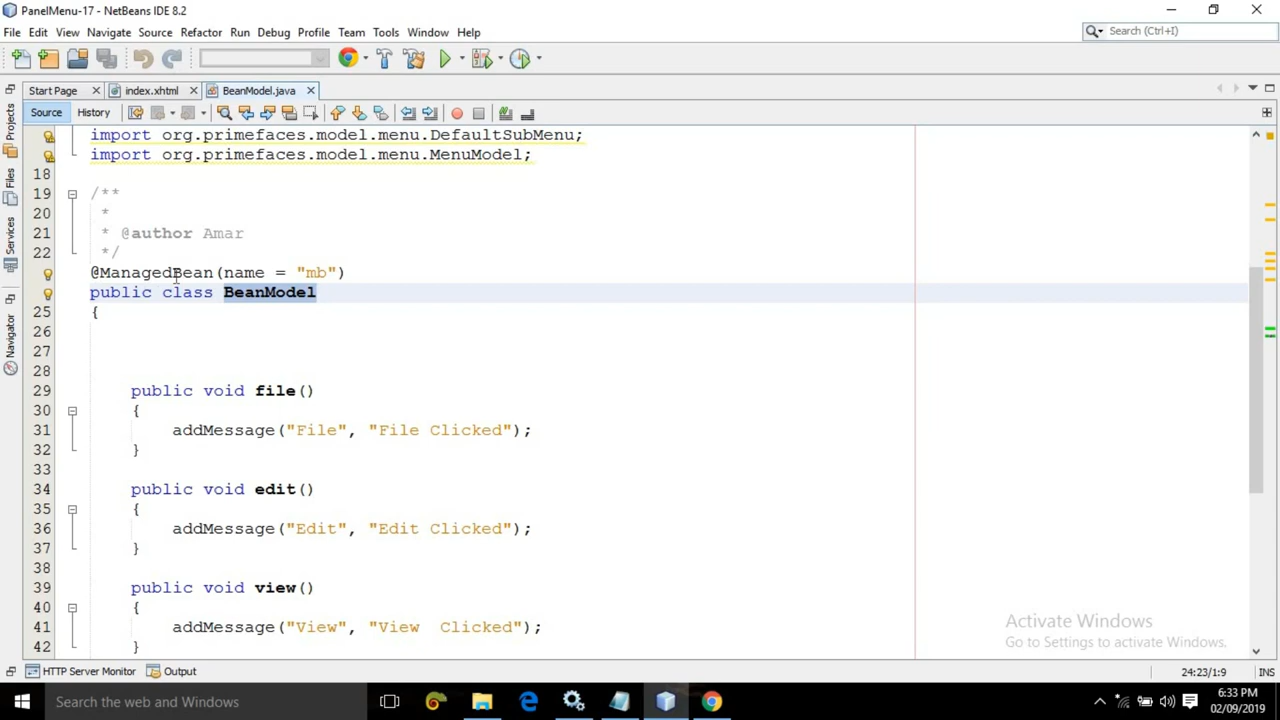 PanelMenu-17 - NetBeans IDE 8.2
File Edit View Navigate Source Refactor Run Debug Profile Team Tools Window Help
Search (Ctrl+I)
Start Page index.xhtml BeanModel.java
Source History
Projects
Files
Services
Navigator
import org.primefaces.model.menu.DefaultSubMenu;
import org.primefaces.model.menu.MenuModel;
18
19 /**
20 *
21 * @author Amar
22 */
@ManagedBean(name = "mb")
public class BeanModel
25 {
26
27
28
29 public void file()
30 {
31 addMessage("File", "File Clicked");
32 }
33
34 public void edit()
35 {
36 addMessage("Edit", "Edit Clicked");
37 }
38
39 public void view()
40 {
41 addMessage("View", "View  Clicked");
42 }
Activate Windows
Go to Settings to activate Windows.
HTTP Server Monitor Output
24:23/1:9 INS
Search the web and Windows
6:33 PM
02/09/2019